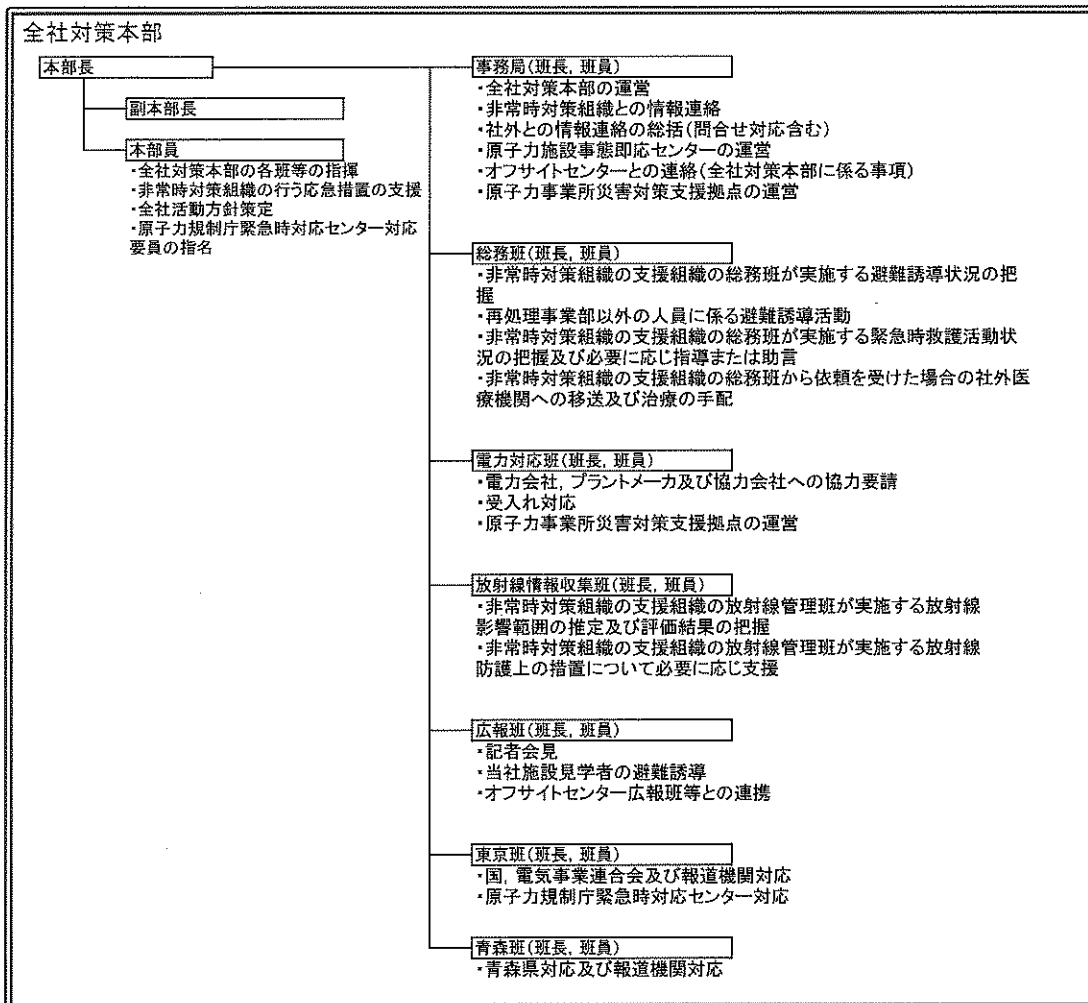 全社対策本部
本部長
副本部長
本部員
・全社対策本部の各班等の指揮
・非常時対策組織の行う応急措置の支援
・全社活動方針策定
・原子力規制庁緊急時対応センター対応
要員の指名
事務局(班長, 班員)
・全社対策本部の運営
・非常時対策組織との情報連絡
・社外との情報連絡の総括(問合せ対応含む)
・原子力施設事態即応センターの運営
・オフサイトセンターとの連絡(全社対策本部に係る事項)
・原子力事業所災害対策支援拠点の運営
総務班(班長, 班員)
・非常時対策組織の支援組織の総務班が実施する避難誘導状況の把
握
・再処理事業部以外の人員に係る避難誘導活動
・非常時対策組織の支援組織の総務班が実施する緊急時救護活動状
況の把握及び必要に応じ指導または助言
・非常時対策組織の支援組織の総務班から依頼を受けた場合の社外医
療機関への移送及び治療の手配
電力対応班(班長, 班員)
・電力会社, プラントメーカ及び協力会社への協力要請
・受入れ対応
・原子力事業所災害対策支援拠点の運営
放射線情報収集班(班長, 班員)
・非常時対策組織の支援組織の放射線管理班が実施する放射線
影響範囲の推定及び評価結果の把握
・非常時対策組織の支援組織の放射線管理班が実施する放射線
防護上の措置について必要に応じ支援
広報班(班長, 班員)
・記者会見
・当社施設見学者の避難誘導
・オフサイトセンター広報班等との連携
東京班(班長, 班員)
・国, 電気事業連合会及び報道機関対応
・原子力規制庁緊急時対応センター対応
青森班(班長, 班員)
・青森県対応及び報道機関対応